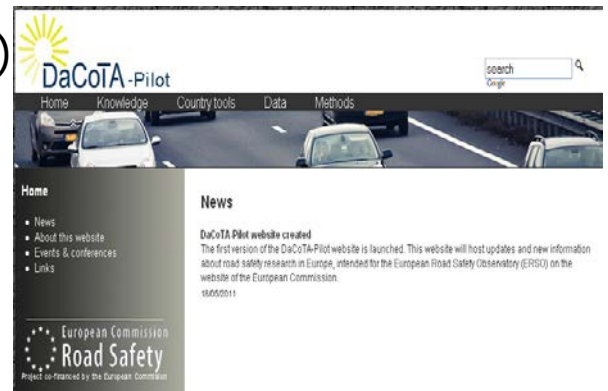 )
DaCoTA -Pilot
search
Google
Home Knowledge Country tools Data Methods
Home
• News
• About this website
• Events & conferences
• Links
News
DaCoTA-Pilot website created
The first version of the DaCoTA-Pilot website is launched. This website will host updates and new information
about road safety research in Europe, intended for the European Road Safety Observatory (ERSO) on the
website of the European Commission.
18/05/2011
European Commission
Road Safety
Project co-financed by the European Commission